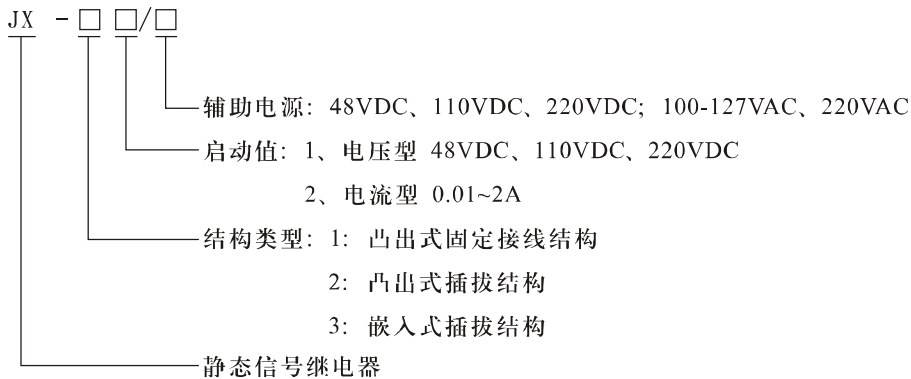 JX - □ □/□
辅助电源: 48VDC、110VDC、220VDC; 100-127VAC、220VAC
启动值: 1、电压型 48VDC、110VDC、220VDC
2、电流型 0.01~2A
结构类型: 1: 凸出式固定接线结构
2: 凸出式插拔结构
3: 嵌入式插拔结构
静态信号继电器